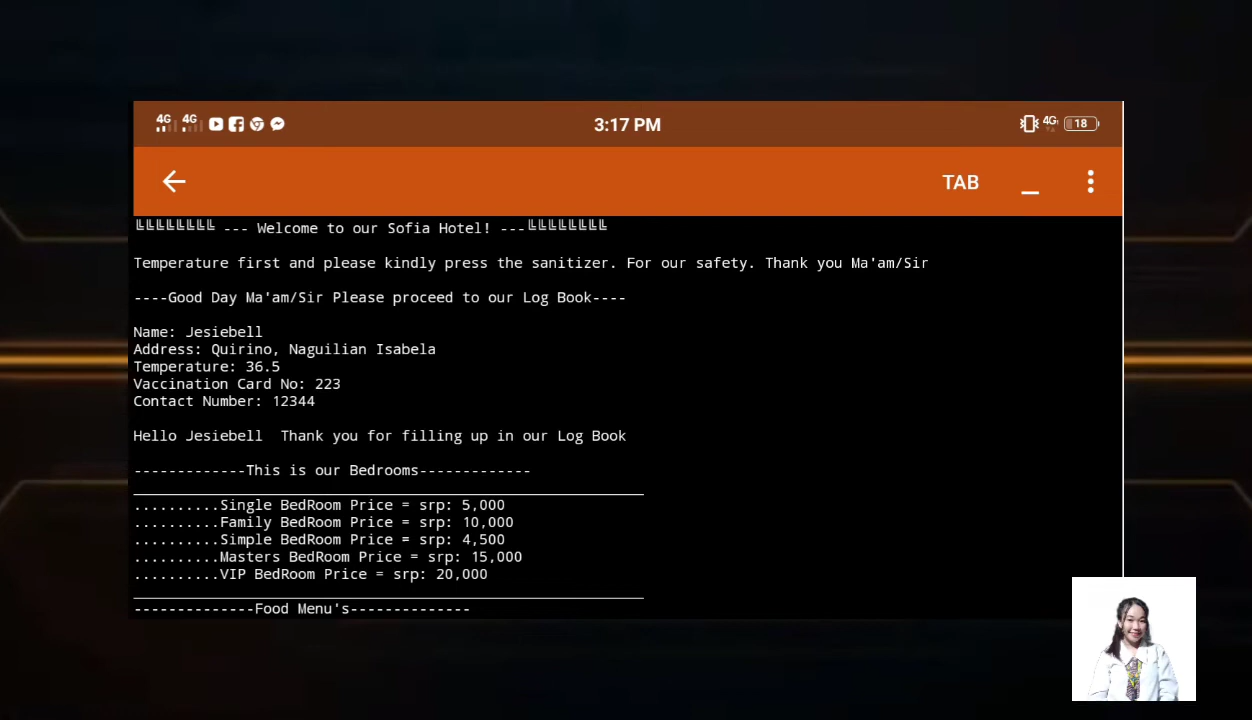 4G 4G 3:17 PM 4G 18
TAB
╚╚╚╚╚╚╚╚ --- Welcome to our Sofia Hotel! ---╚╚╚╚╚╚╚╚
Temperature first and please kindly press the sanitizer. For our safety. Thank you Ma'am/Sir
----Good Day Ma'am/Sir Please proceed to our Log Book----
Name: Jesiebell
Address: Quirino, Naguilian Isabela
Temperature: 36.5
Vaccination Card No: 223
Contact Number: 12344
Hello Jesiebell  Thank you for filling up in our Log Book
-------------This is our Bedrooms-------------
..........Single BedRoom Price = srp: 5,000
..........Family BedRoom Price = srp: 10,000
..........Simple BedRoom Price = srp: 4,500
..........Masters BedRoom Price = srp: 15,000
..........VIP BedRoom Price = srp: 20,000
--------------Food Menu's--------------